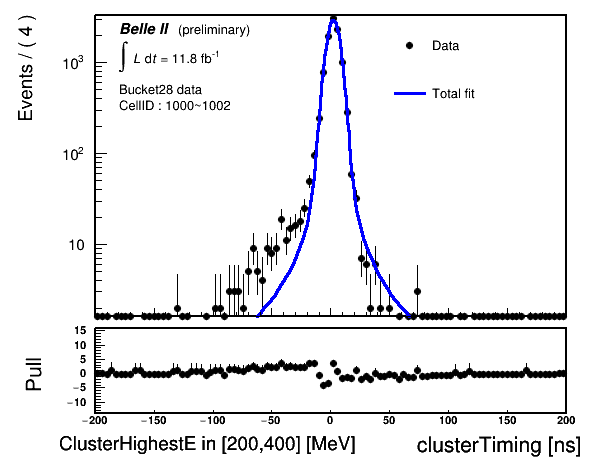 Belle II (preliminary)
∫ L dt = 11.8 fb⁻¹
Bucket28 data
CellID : 1000~1002
Data
Total fit
Events / ( 4 )
10³
10²
10
Pull
15
10
5
0
−5
−10
−200 −150 −100 −50 0 50 100 150 200
ClusterHighestE in [200,400] [MeV] clusterTiming [ns]